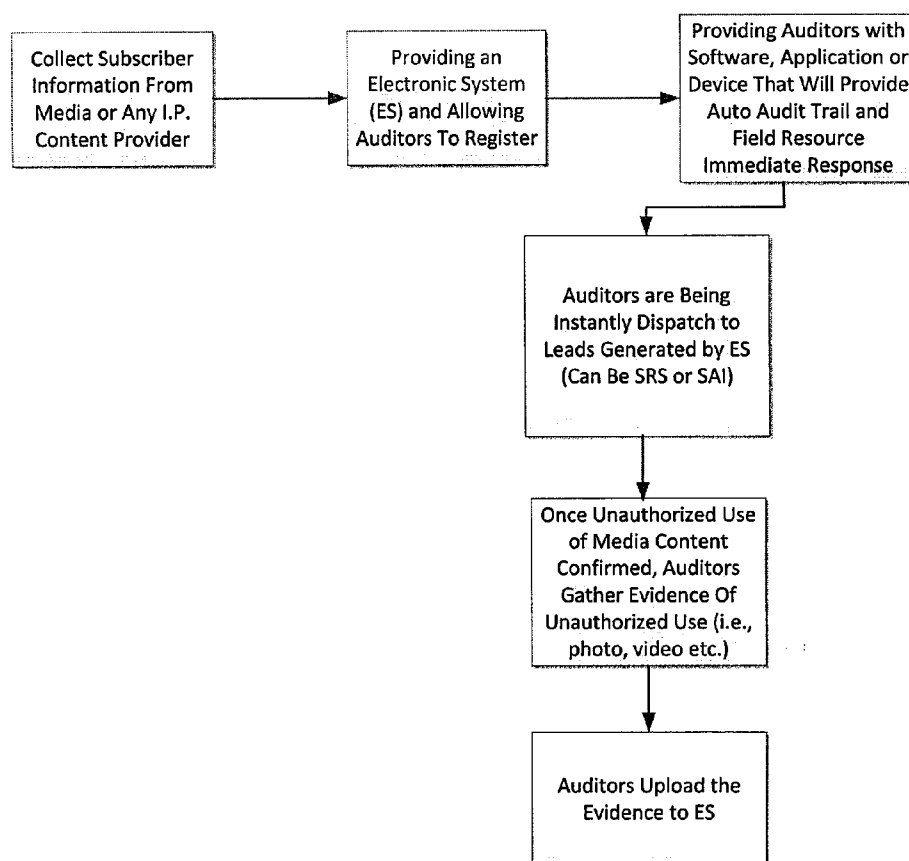 Collect Subscriber
Information From
Media or Any I.P.
Content Provider
Providing an
Electronic System
(ES) and Allowing
Auditors To Register
Providing Auditors with
Software, Application or
Device That Will Provide
Auto Audit Trail and
Field Resource
Immediate Response
Auditors are Being
Instantly Dispatch to
Leads Generated by ES
(Can Be SRS or SAI)
Once Unauthorized Use
of Media Content
Confirmed, Auditors
Gather Evidence Of
Unauthorized Use (i.e.,
photo, video etc.)
Auditors Upload the
Evidence to ES